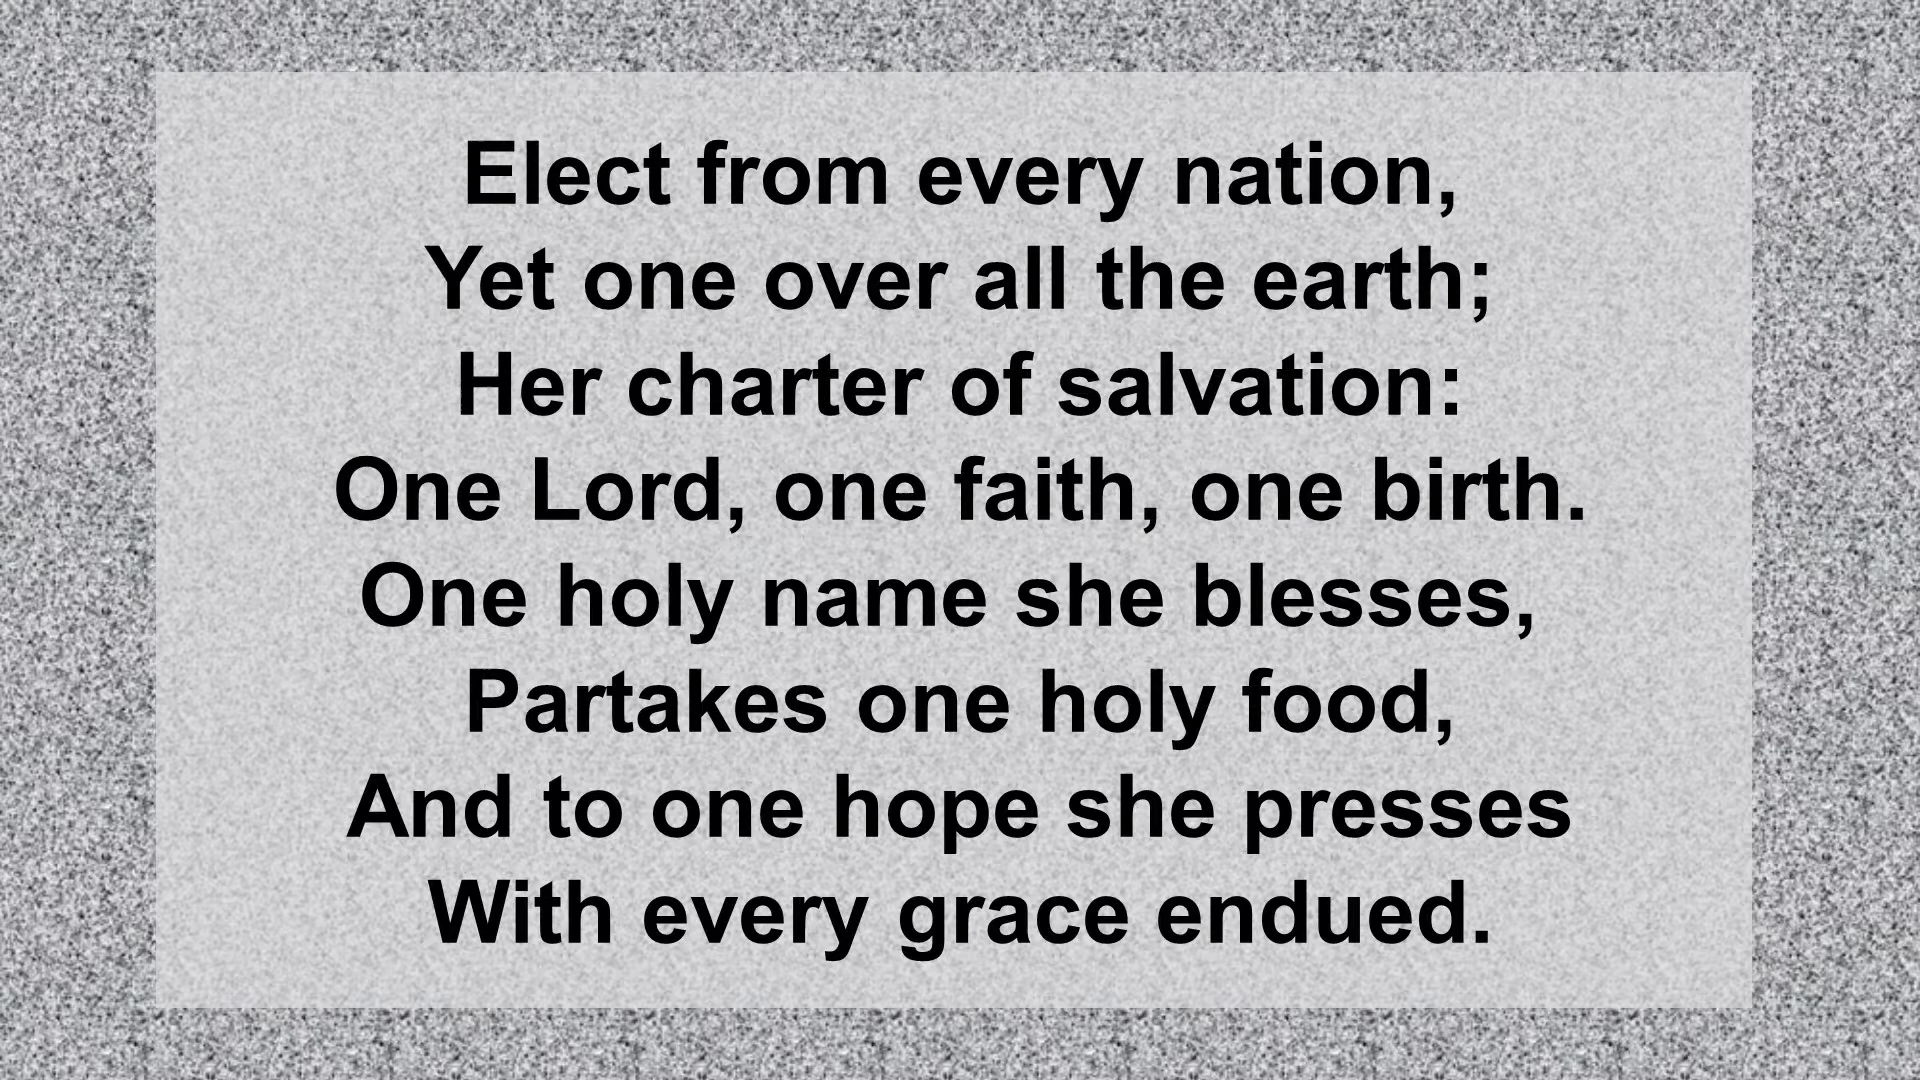 Elect from every nation,
Yet one over all the earth;
Her charter of salvation:
One Lord, one faith, one birth.
One holy name she blesses,
Partakes one holy food,
And to one hope she presses
With every grace endued.